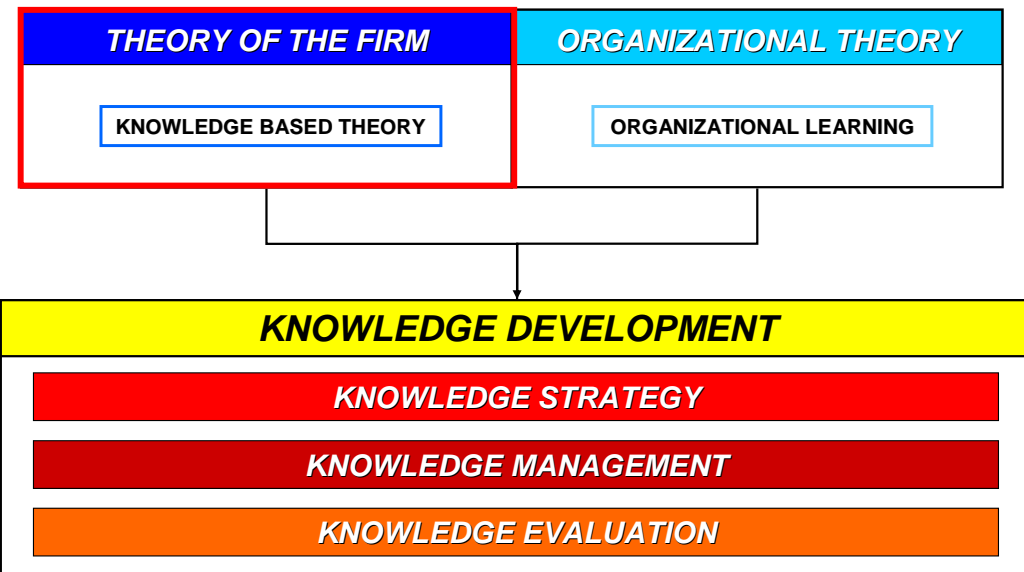 THEORY OF THE FIRM
ORGANIZATIONAL THEORY
KNOWLEDGE BASED THEORY
ORGANIZATIONAL LEARNING
KNOWLEDGE DEVELOPMENT
KNOWLEDGE STRATEGY
KNOWLEDGE MANAGEMENT
KNOWLEDGE EVALUATION